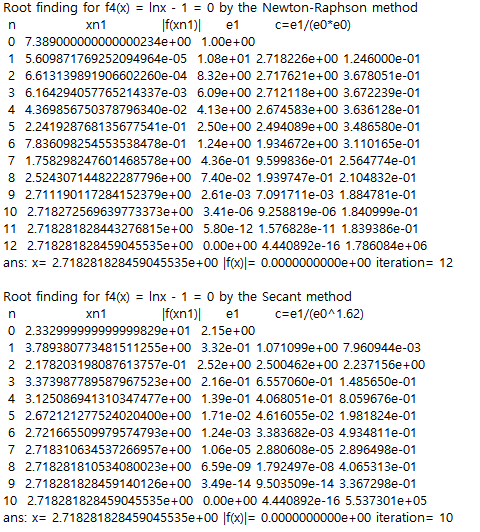 Root finding for f4(x) = lnx - 1 = 0 by the Newton-Raphson method
n xn1 |f(xn1)| e1 c=e1/(e0*e0)
0 7.389000000000000234e+00 1.00e+00
1 5.609871769252094964e-05 1.08e+01 2.718226e+00 1.246000e-01
2 6.613139891906602260e-04 8.32e+00 2.717621e+00 3.678051e-01
3 6.164294057765214337e-03 6.09e+00 2.712118e+00 3.672239e-01
4 4.369856750378796340e-02 4.13e+00 2.674583e+00 3.636128e-01
5 2.241928768135677541e-01 2.50e+00 2.494089e+00 3.486580e-01
6 7.836098254553538478e-01 1.24e+00 1.934672e+00 3.110165e-01
7 1.758298247601468578e+00 4.36e-01 9.599836e-01 2.564774e-01
8 2.524307144822287796e+00 7.40e-02 1.939747e-01 2.104832e-01
9 2.711190117284152379e+00 2.61e-03 7.091711e-03 1.884781e-01
10 2.718272569639773373e+00 3.41e-06 9.258819e-06 1.840999e-01
11 2.718281828443276815e+00 5.80e-12 1.576828e-11 1.839386e-01
12 2.718281828459045535e+00 0.00e+00 4.440892e-16 1.786084e+06
ans: x= 2.718281828459045535e+00 |f(x)|= 0.0000000000e+00 iteration= 12
Root finding for f4(x) = lnx - 1 = 0 by the Secant method
n xn1 |f(xn1)| e1 c=e1/(e0^1.62)
0 2.332999999999999829e+01 2.15e+00
1 3.789380773481511255e+00 3.32e-01 1.071099e+00 7.960944e-03
2 2.178203198087613757e-01 2.52e+00 2.500462e+00 2.237156e+00
3 3.373987789587967523e+00 2.16e-01 6.557060e-01 1.485650e-01
4 3.125086941310347477e+00 1.39e-01 4.068051e-01 8.059676e-01
5 2.672121277524020400e+00 1.71e-02 4.616055e-02 1.981824e-01
6 2.721665509979574793e+00 1.24e-03 3.383682e-03 4.934811e-01
7 2.718310634537266957e+00 1.06e-05 2.880608e-05 2.896498e-01
8 2.718281810534080023e+00 6.59e-09 1.792497e-08 4.065313e-01
9 2.718281828459140126e+00 3.49e-14 9.503509e-14 3.367298e-01
10 2.718281828459045535e+00 0.00e+00 4.440892e-16 5.537301e+05
ans: x= 2.718281828459045535e+00 |f(x)|= 0.0000000000e+00 iteration= 10